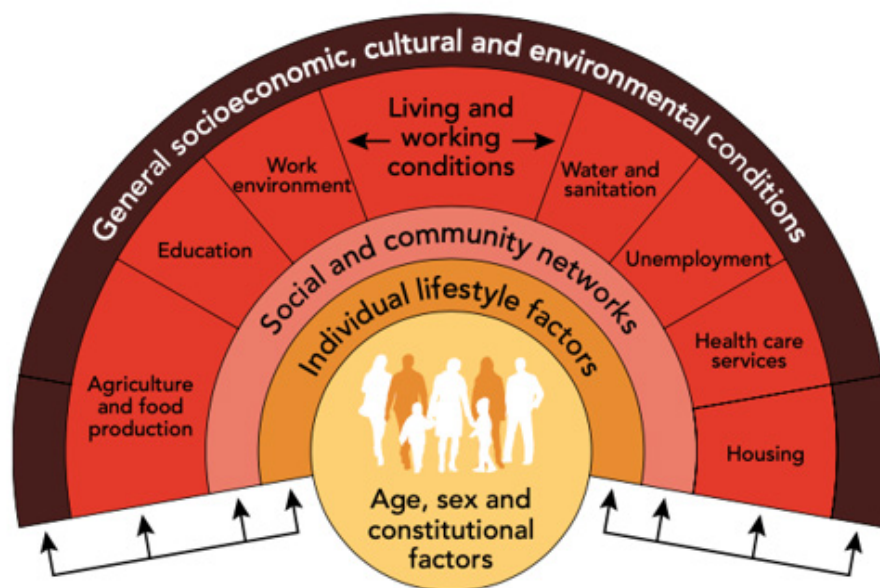 General socioeconomic, cultural and environmental conditions
Living and
working
conditions
Work
environment
Water and
sanitation
Education
Unemployment
Social and community networks
Individual lifestyle factors
Health care
services
Agriculture
and food
production
Housing
Age, sex and
constitutional
factors